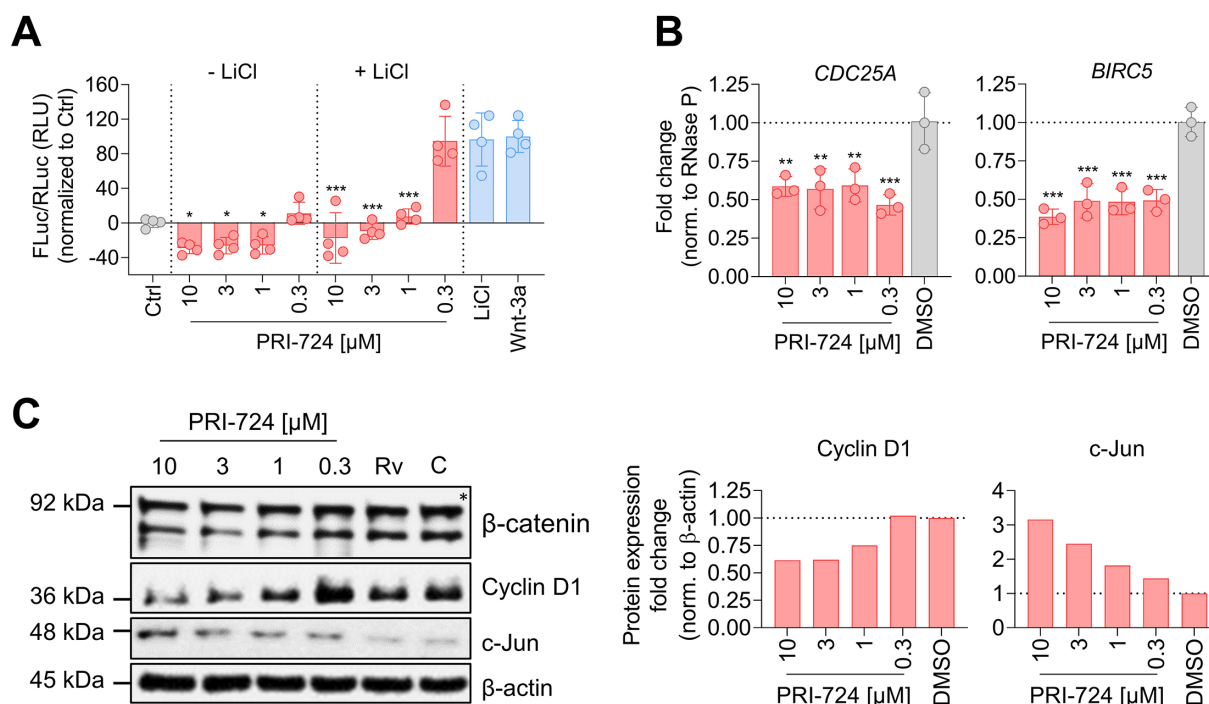 A
- LiCl
+ LiCl
FLuc/RLuc (RLU)
(normalized to Ctrl)
160
120
80
40
0
-40
* * * *** *** ***
Ctrl 10 3 1 0.3 10 3 1 0.3 LiCl Wnt-3a
PRI-724 [µM]
B
CDC25A
Fold change
(norm. to RNase P)
1.00
0.75
0.50
0.25
0.00
** ** ** ***
10 3 1 0.3 DMSO
PRI-724 [µM]
BIRC5
1.00
0.75
0.50
0.25
0.00
*** *** *** ***
10 3 1 0.3 DMSO
PRI-724 [µM]
C
PRI-724 [µM]
10 3 1 0.3 Rv C
92 kDa
*
β-catenin
36 kDa
Cyclin D1
48 kDa
c-Jun
45 kDa
β-actin
Cyclin D1
Protein expression
fold change
(norm. to β-actin)
1.00
0.75
0.50
0.25
0.00
10 3 1 0.3 DMSO
PRI-724 [µM]
c-Jun
4
3
2
1
0
10 3 1 0.3 DMSO
PRI-724 [µM]